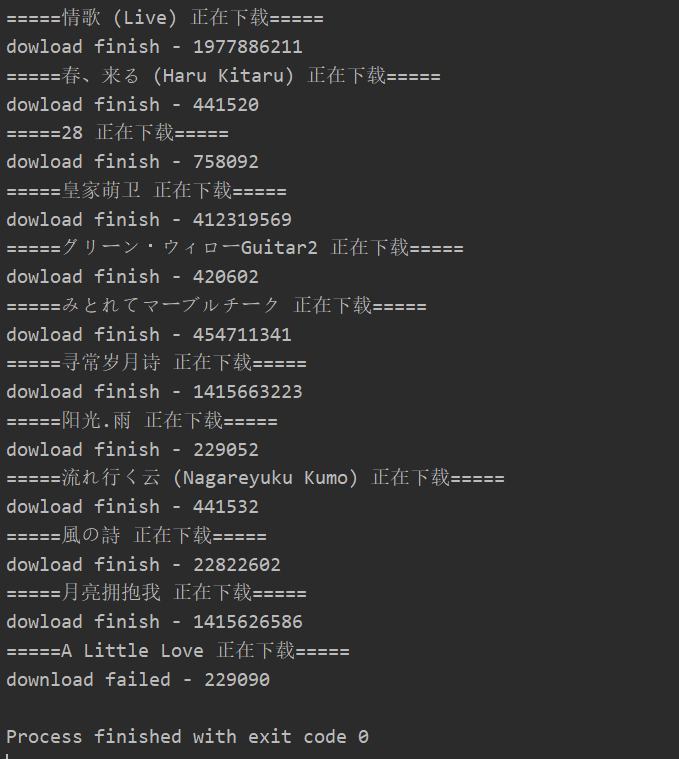 =====情歌 (Live) 正在下载=====
dowload finish - 1977886211
=====春、来る (Haru Kitaru) 正在下载=====
dowload finish - 441520
=====28 正在下载=====
dowload finish - 758092
=====皇家萌卫 正在下载=====
dowload finish - 412319569
=====グリーン・ウィローGuitar2 正在下载=====
dowload finish - 420602
=====みとれてマーブルチーク 正在下载=====
dowload finish - 454711341
=====寻常岁月诗 正在下载=====
dowload finish - 1415663223
=====阳光.雨 正在下载=====
dowload finish - 229052
=====流れ行く云 (Nagareyuku Kumo) 正在下载=====
dowload finish - 441532
=====風の詩 正在下载=====
dowload finish - 22822602
=====月亮拥抱我 正在下载=====
dowload finish - 1415626586
=====A Little Love 正在下载=====
download failed - 229090
Process finished with exit code 0